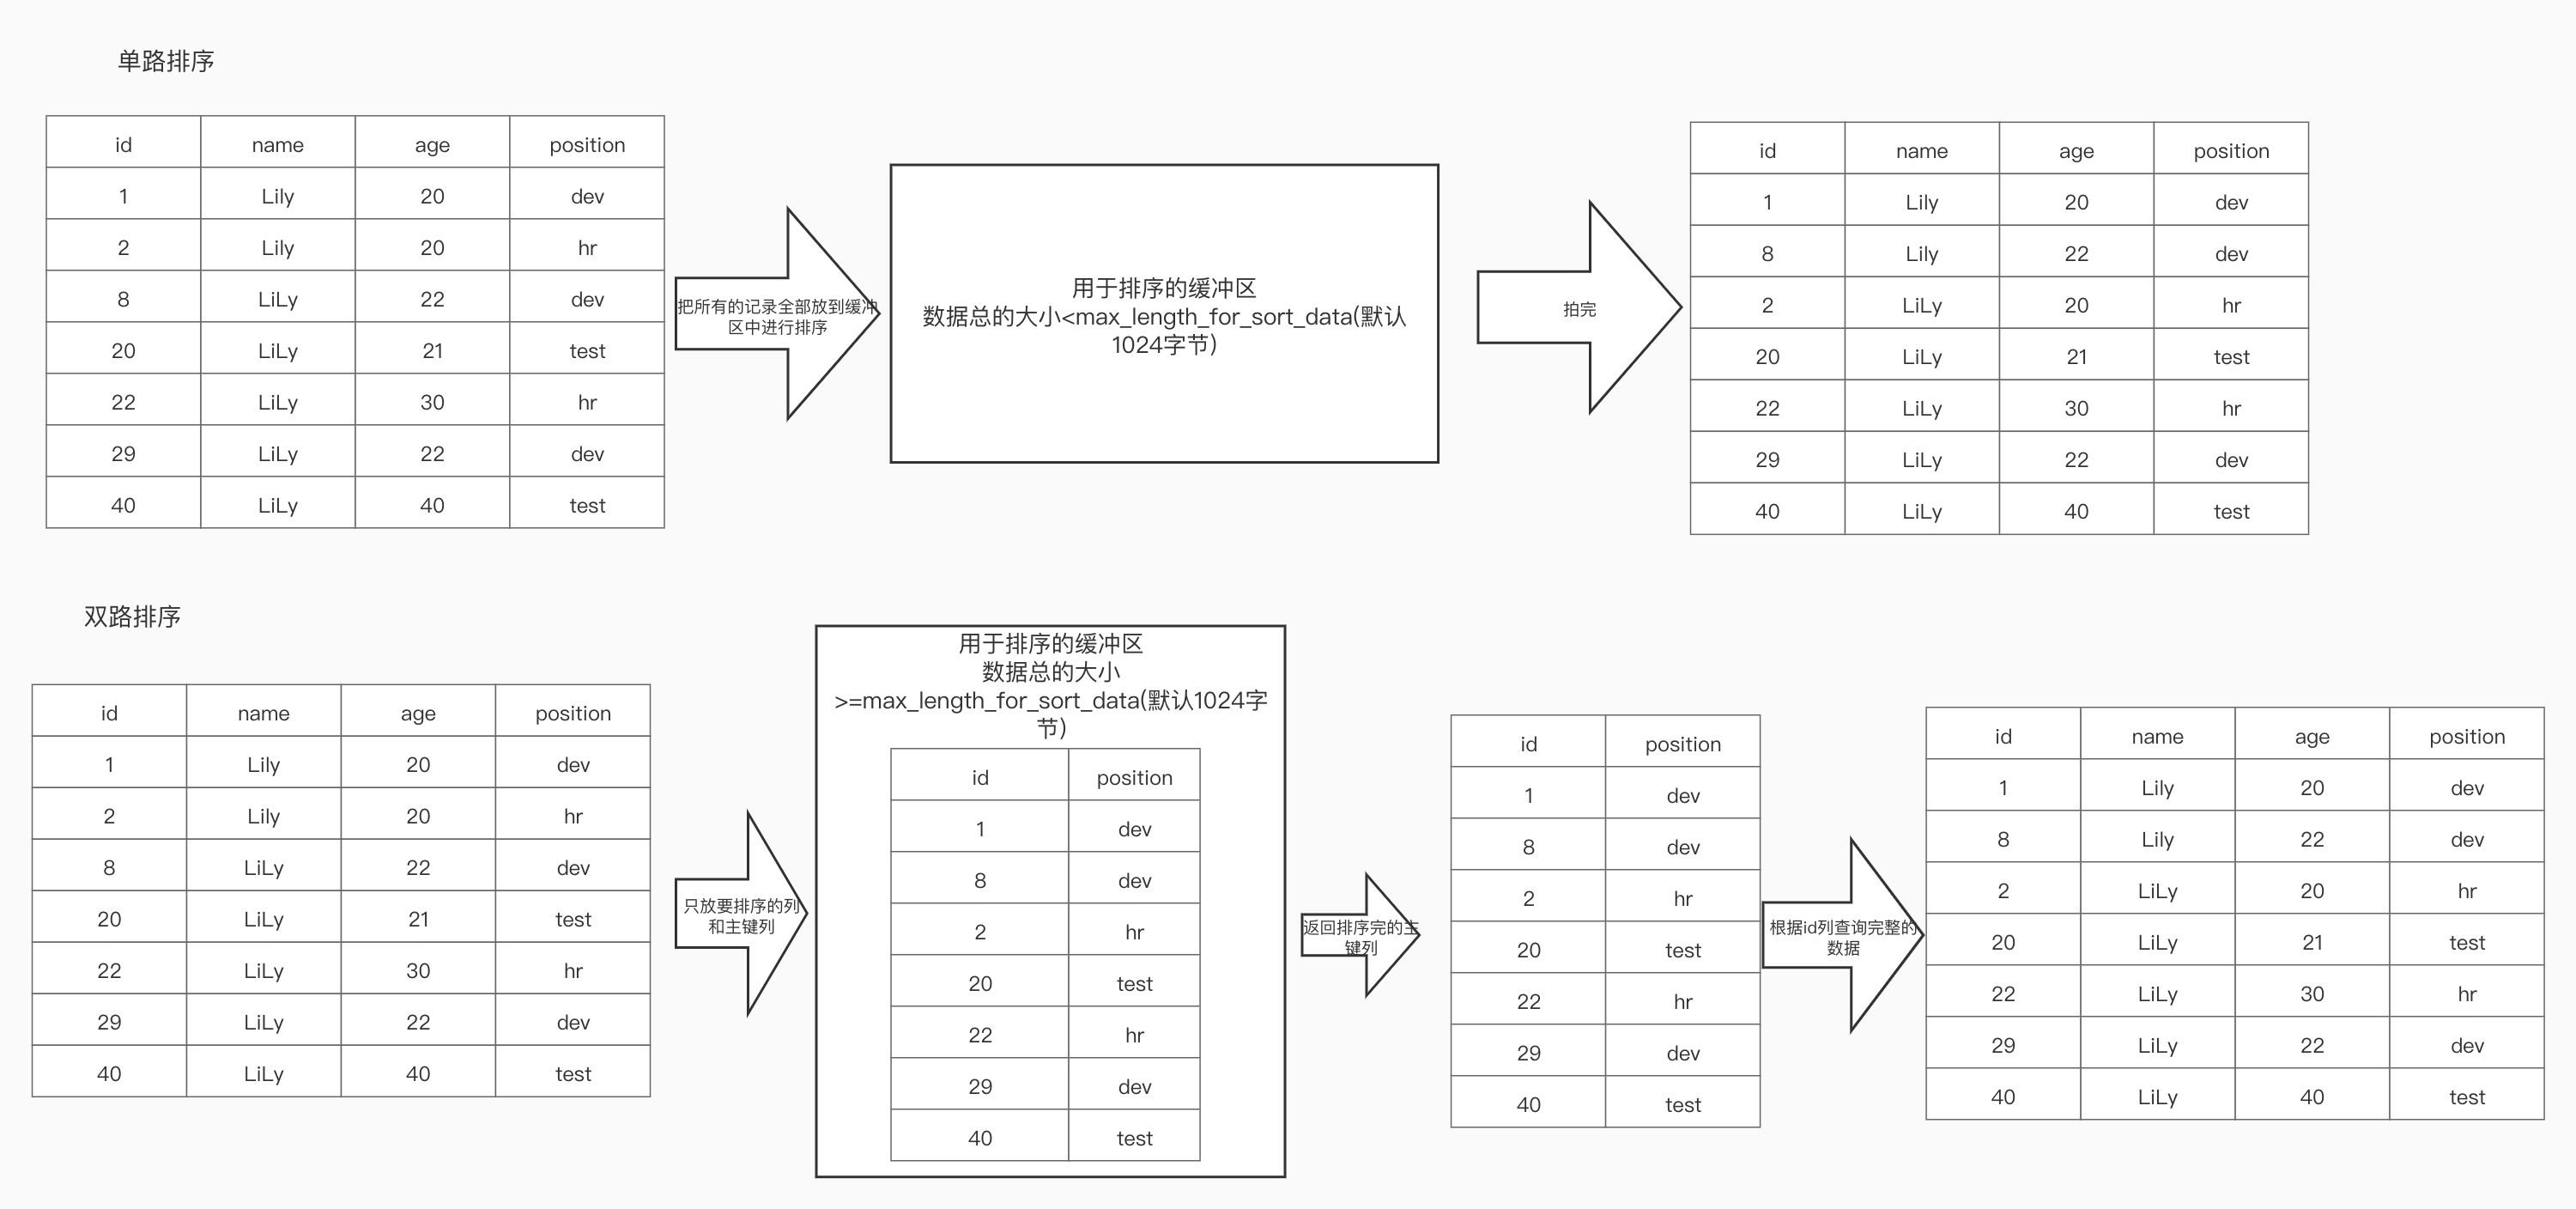 单路排序
id name age position
1 Lily 20 dev
2 Lily 20 hr
8 LiLy 22 dev
20 LiLy 21 test
22 LiLy 30 hr
29 LiLy 22 dev
40 LiLy 40 test
把所有的记录全部放到缓冲
区中进行排序
用于排序的缓冲区
数据总的大小<max_length_for_sort_data(默认
1024字节)
拍完
id name age position
1 Lily 20 dev
8 Lily 22 dev
2 LiLy 20 hr
20 LiLy 21 test
22 LiLy 30 hr
29 LiLy 22 dev
40 LiLy 40 test
双路排序
id name age position
1 Lily 20 dev
2 Lily 20 hr
8 LiLy 22 dev
20 LiLy 21 test
22 LiLy 30 hr
29 LiLy 22 dev
40 LiLy 40 test
只放要排序的列
和主键列
用于排序的缓冲区
数据总的大小
>=max_length_for_sort_data(默认1024字
节)
id position
1 dev
8 dev
2 hr
20 test
22 hr
29 dev
40 test
返回排序完的主
键列
id position
1 dev
8 dev
2 hr
20 test
22 hr
29 dev
40 test
根据id列查询完整的
数据
id name age position
1 Lily 20 dev
8 Lily 22 dev
2 LiLy 20 hr
20 LiLy 21 test
22 LiLy 30 hr
29 LiLy 22 dev
40 LiLy 40 test